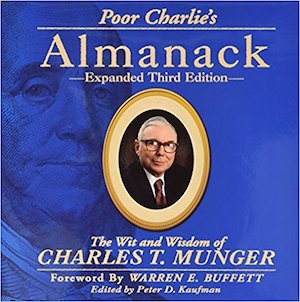 Poor Charlie's
Almanack
Expanded Third Edition
The Wit and Wisdom of
CHARLES T. MUNGER
Foreword By WARREN E. BUFFETT
Edited by Peter D. Kaufman